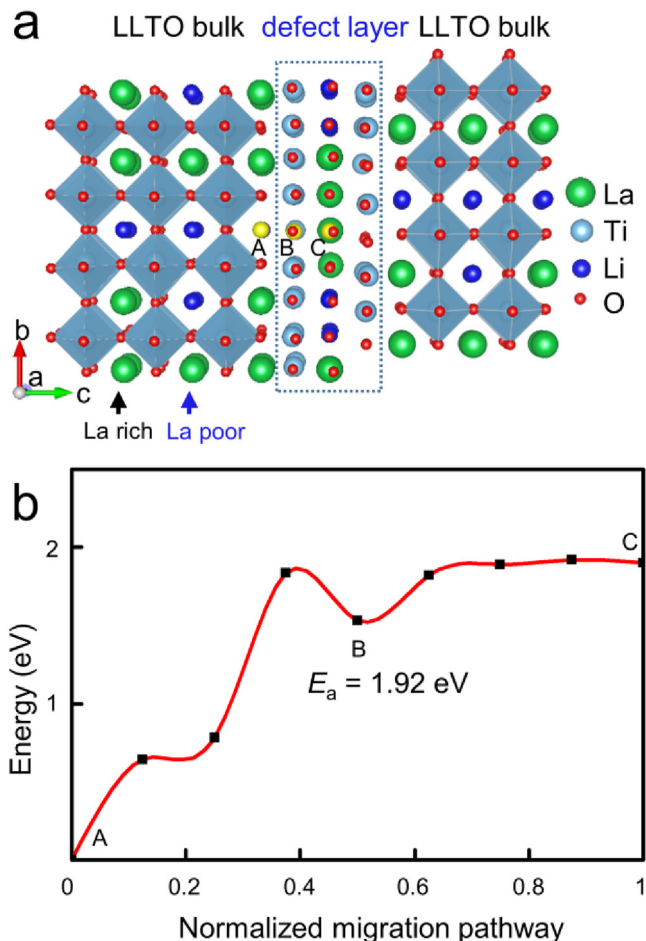 a
LLTO bulk defect layer LLTO bulk
A B C
La
Ti
Li
O
b
a
c
La rich La poor
b
2
1
Energy (eV)
A
B
C
Ea = 1.92 eV
0 0.2 0.4 0.6 0.8 1
Normalized migration pathway